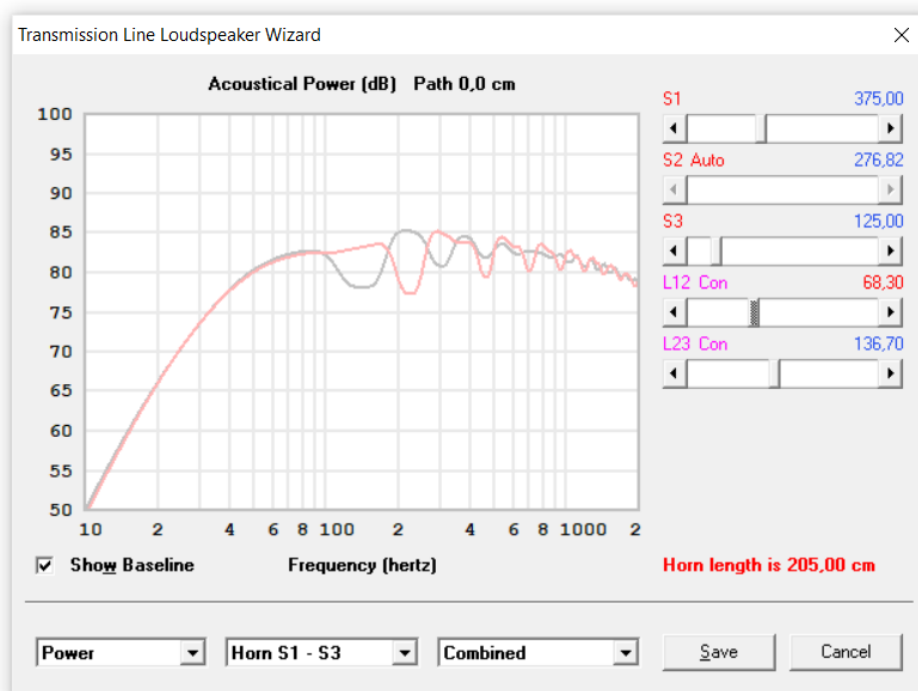 Transmission Line Loudspeaker Wizard
Acoustical Power (dB) Path 0,0 cm
100
95
90
85
80
75
70
65
60
55
50
10 2 4 6 8 100 2 4 6 8 1000 2
Show Baseline
Frequency (hertz)
S1 375,00
S2 Auto 276,82
S3 125,00
L12 Con 68,30
L23 Con 136,70
Horn length is 205,00 cm
Power
Horn S1 - S3
Combined
Save
Cancel